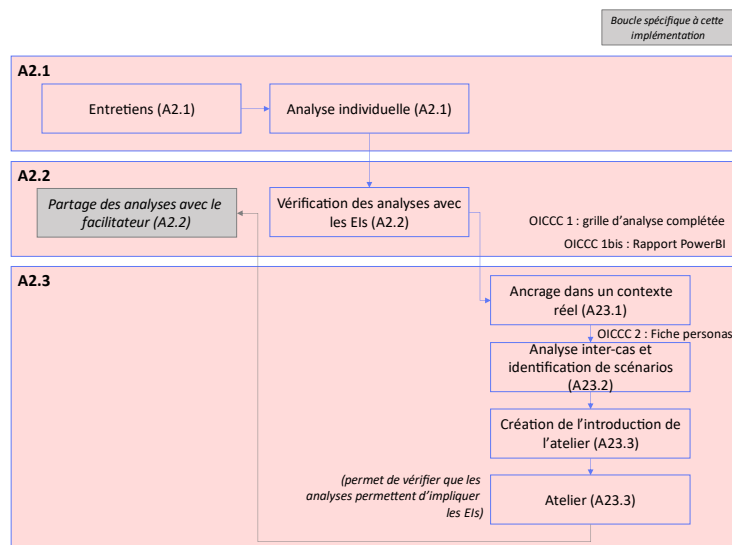 Boucle spécifique à cette
implémentation
A2.1
Entretiens (A2.1)
Analyse individuelle (A2.1)
A2.2
Partage des analyses avec le
facilitateur (A2.2)
Vérification des analyses avec
les EIs (A2.2)
OICCC 1 : grille d'analyse complétée
OICCC 1bis : Rapport PowerBI
A2.3
Ancrage dans un contexte
réel (A23.1)
OICCC 2 : Fiche personas
Analyse inter-cas et
identification de scénarios
(A23.2)
Création de l'introduction de
l'atelier (A23.3)
(permet de vérifier que les
analyses permettent d'impliquer
les EIs)
Atelier (A23.3)